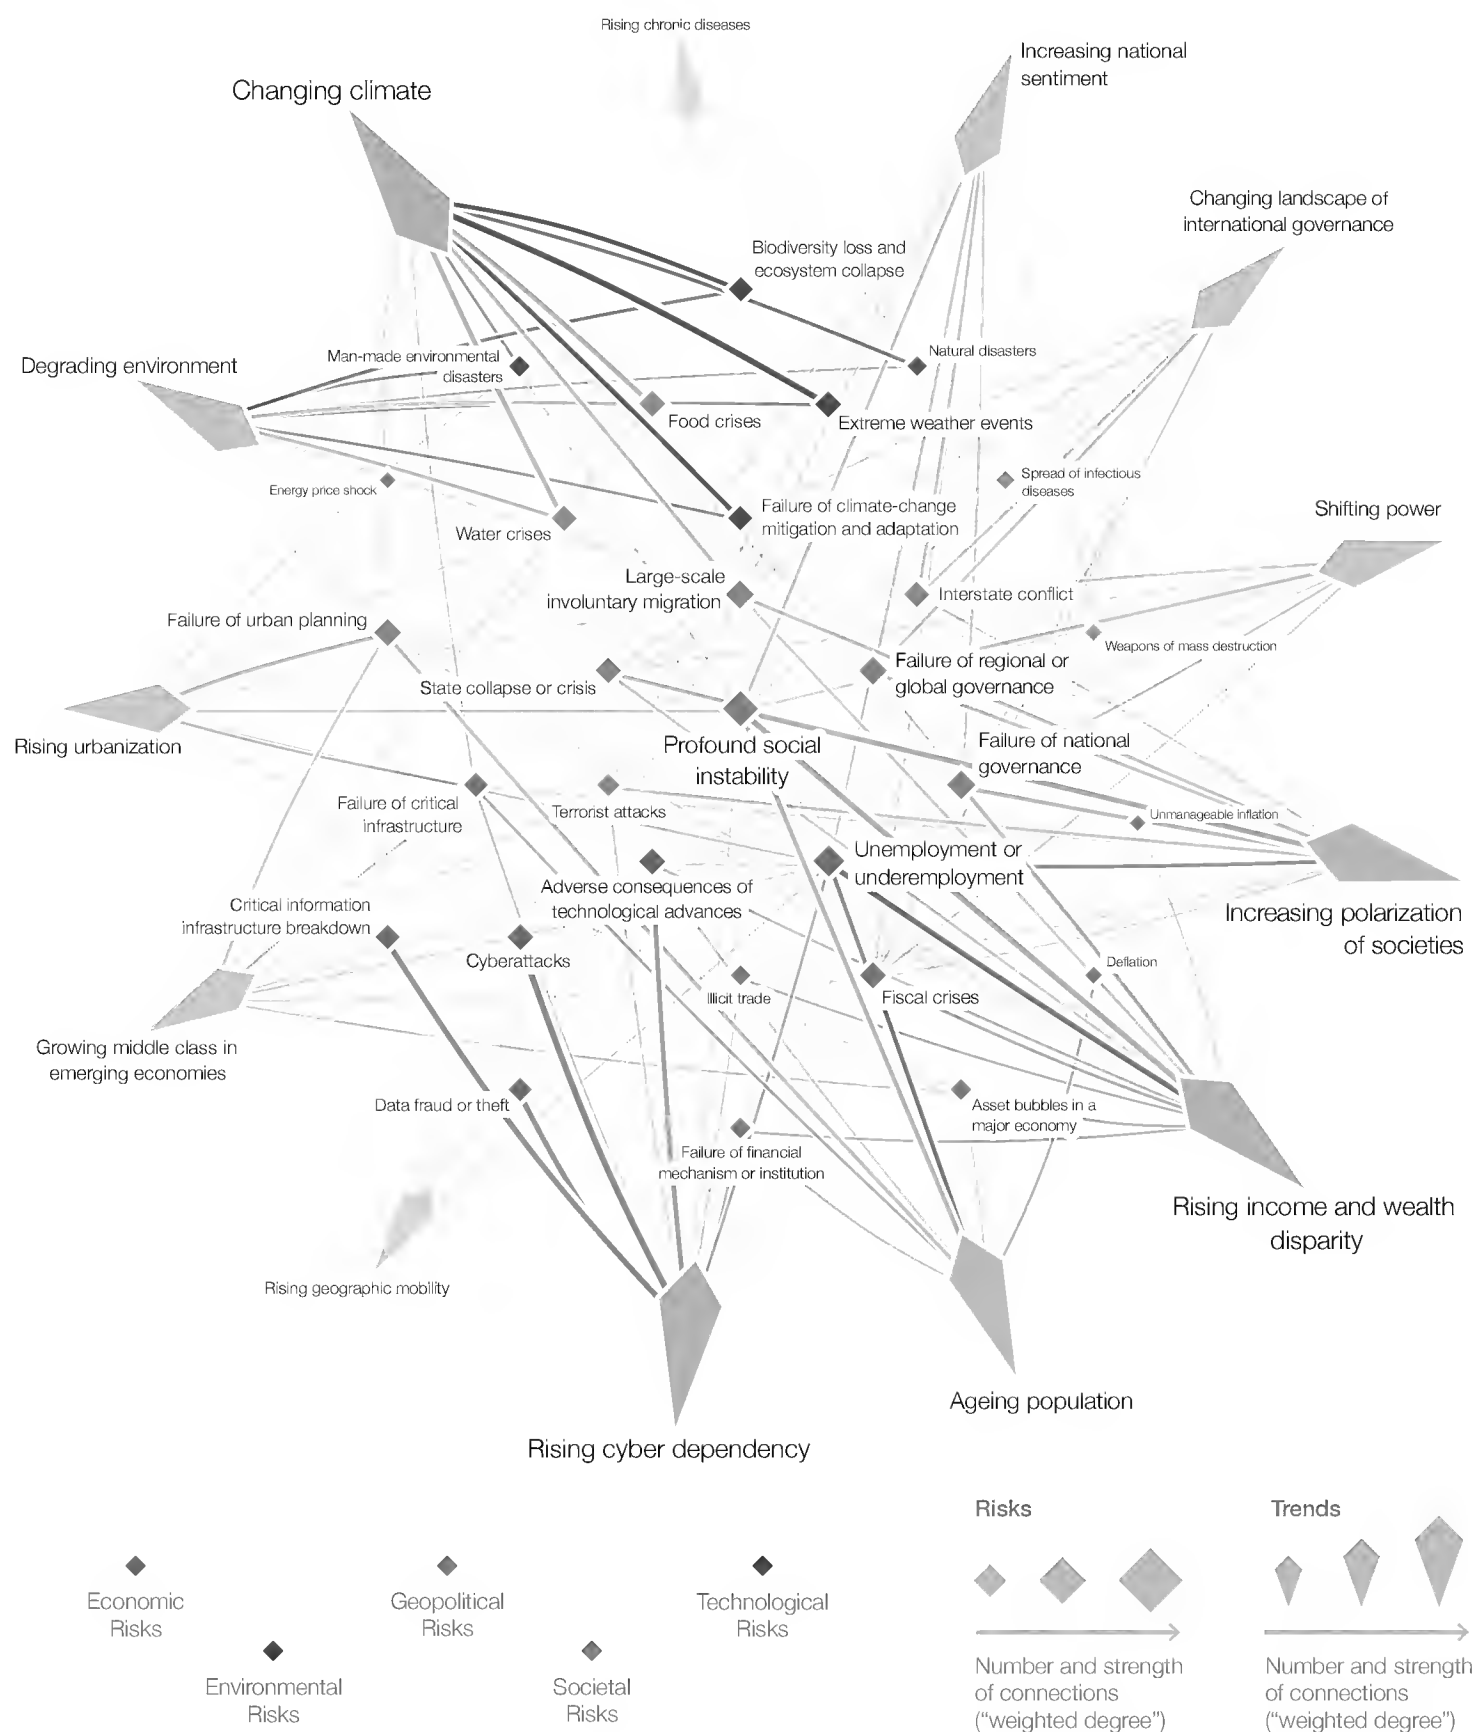 Rising chronic diseases
Increasing national
sentiment
Changing climate
Changing landscape of
international governance
Biodiversity loss and
ecosystem collapse
Degrading environment
Man-made environmental
disasters
Natural disasters
Food crises
Extreme weather events
Energy price shock
Spread of infectious
diseases
Water crises
Failure of climate-change
mitigation and adaptation
Shifting power
Large-scale
involuntary migration
Interstate conflict
Failure of urban planning
Weapons of mass destruction
State collapse or crisis
Failure of regional or
global governance
Rising urbanization
Profound social
instability
Failure of national
governance
Failure of critical
infrastructure
Terrorist attacks
Unmanageable inflation
Unemployment or
underemployment
Adverse consequences of
technological advances
Increasing polarization
of societies
Critical information
infrastructure breakdown
Cyberattacks
Deflation
Illicit trade
Fiscal crises
Growing middle class in
emerging economies
Data fraud or theft
Asset bubbles in a
major economy
Failure of financial
mechanism or institution
Rising income and wealth
disparity
Rising geographic mobility
Ageing population
Rising cyber dependency
Risks
Trends
Economic
Risks
Geopolitical
Risks
Technological
Risks
Environmental
Risks
Societal
Risks
Number and strength
of connections
("weighted degree")
Number and strength
of connections
("weighted degree")